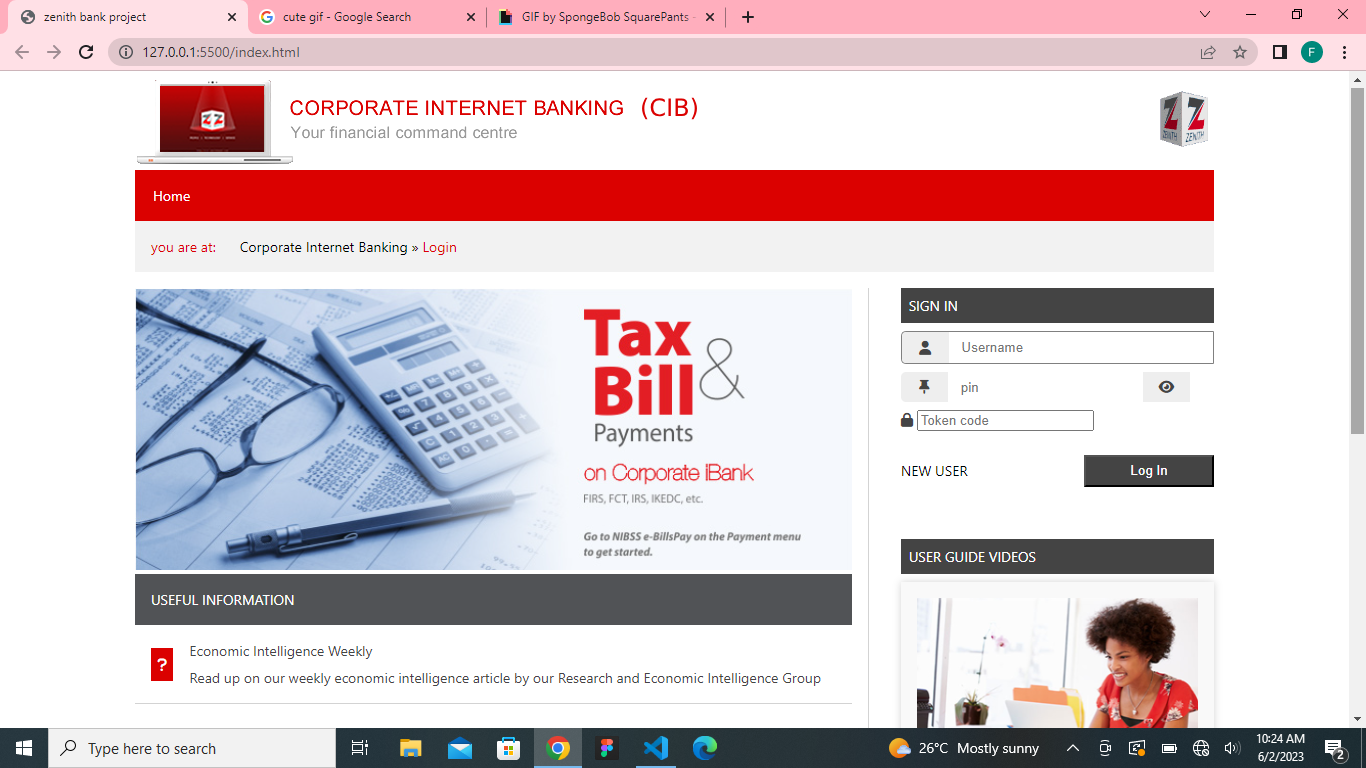 zenith bank project
cute gif - Google Search
GIF by SpongeBob SquarePants -
127.0.0.1:5500/index.html
F
CORPORATE INTERNET BANKING (CIB)
Your financial command centre
ZENITH ZENITH
Home
you are at: Corporate Internet Banking » Login
Tax
&
Bill
Payments
on Corporate iBank
FIRS, FCT, IRS, IKEDC, etc.
Go to NIBSS e-BillsPay on the Payment menu
to get started.
SIGN IN
Username
pin
Token code
NEW USER
Log In
USER GUIDE VIDEOS
USEFUL INFORMATION
?
Economic Intelligence Weekly
Read up on our weekly economic intelligence article by our Research and Economic Intelligence Group
Type here to search
26°C Mostly sunny
10:24 AM
6/2/2023
2